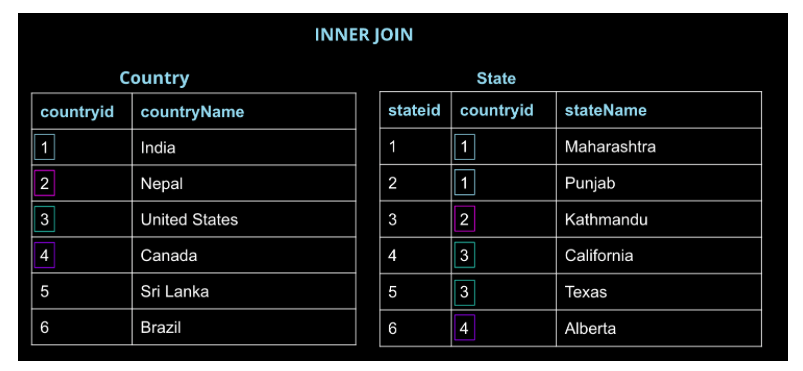 INNER JOIN
Country
countryid countryName
1 India
2 Nepal
3 United States
4 Canada
5 Sri Lanka
6 Brazil
State
stateid countryid stateName
1 1 Maharashtra
2 1 Punjab
3 2 Kathmandu
4 3 California
5 3 Texas
6 4 Alberta